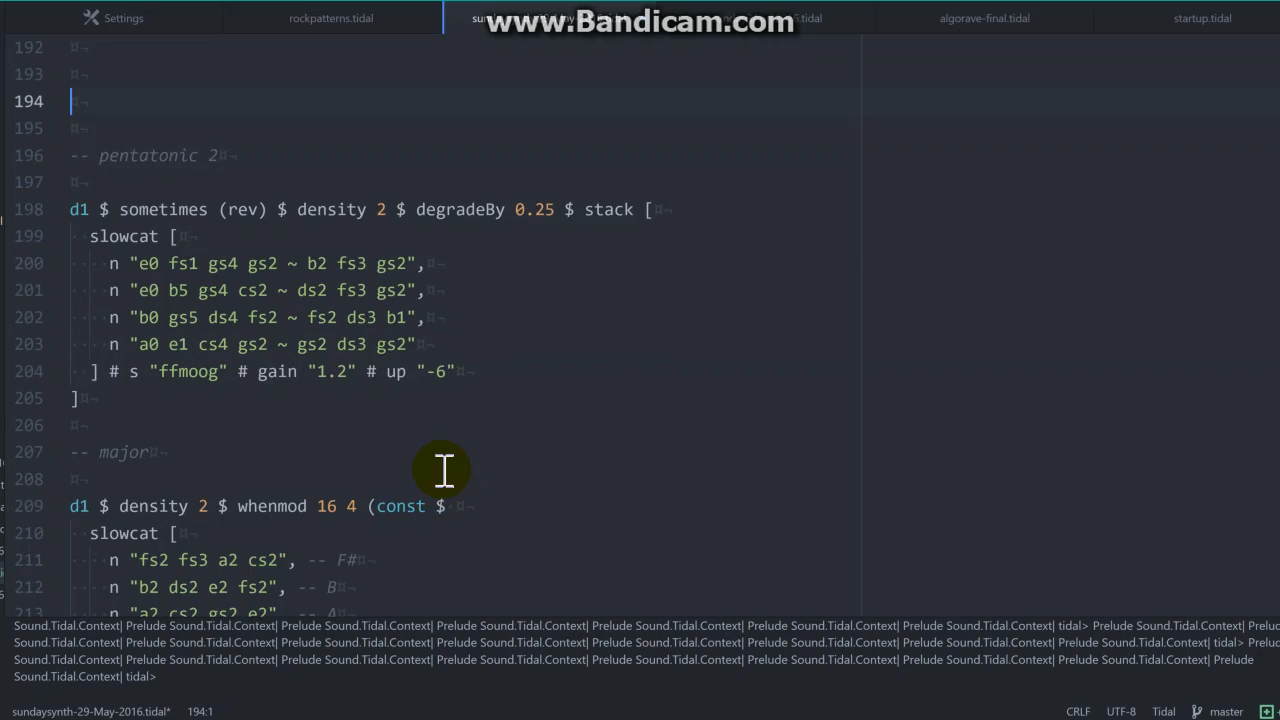 Settings rockpatterns.tidal .tidal algorave-final.tidal startup.tidal
www.Bandicam.com
192
193
194
195
196 -- pentatonic 2
197
198 d1 $ sometimes (rev) $ density 2 $ degradeBy 0.25 $ stack [
199 slowcat [
200 n "e0 fs1 gs4 gs2 ~ b2 fs3 gs2",
201 n "e0 b5 gs4 cs2 ~ ds2 fs3 gs2",
202 n "b0 gs5 ds4 fs2 ~ fs2 ds3 b1",
203 n "a0 e1 cs4 gs2 ~ gs2 ds3 gs2"
204 ] # s "ffmoog" # gain "1.2" # up "-6"
205 ]
206
207 -- major
208
209 d1 $ density 2 $ whenmod 16 4 (const $
210 slowcat [
211 n "fs2 fs3 a2 cs2", -- F#
212 n "b2 ds2 e2 fs2", -- B
213 n "a2 cs2 gs2 e2", -- A
Sound.Tidal.Context| Prelude Sound.Tidal.Context| Prelude Sound.Tidal.Context| Prelude Sound.Tidal.Context| Prelude Sound.Tidal.Context| Prelude Sound.Tidal.Context| Prelude Sound.Tidal.Context| tidal> Prelude Sound.Tidal.Context| Prelude
Sound.Tidal.Context| Prelude Sound.Tidal.Context| Prelude Sound.Tidal.Context| Prelude Sound.Tidal.Context| Prelude Sound.Tidal.Context| Prelude Sound.Tidal.Context| Prelude Sound.Tidal.Context| Prelude Sound.Tidal.Context| tidal> Prelude
Sound.Tidal.Context| Prelude Sound.Tidal.Context| Prelude Sound.Tidal.Context| Prelude Sound.Tidal.Context| Prelude Sound.Tidal.Context| Prelude Sound.Tidal.Context| Prelude Sound.Tidal.Context| Prelude Sound.Tidal.Context| Prelude
Sound.Tidal.Context| tidal>
sundaysynth-29-May-2016.tidal* 194:1 CRLF UTF-8 Tidal master